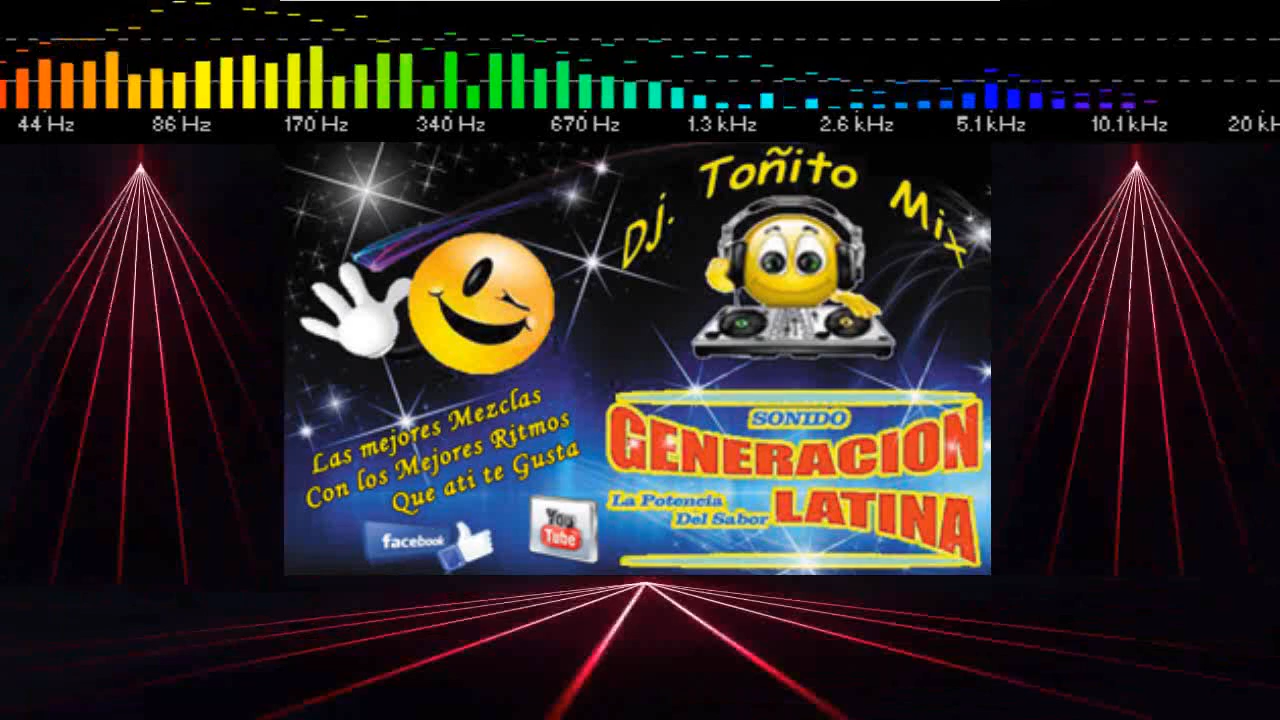 44 Hz 86 Hz 170 Hz 340 Hz 670 Hz 1.3 kHz 2.6 kHz 5.1 kHz 10.1 kHz 20 kH
Dj. Toñito Mix
Las mejores Mezclas
Con los Mejores Ritmos
Que ati te Gusta
facebook
You
Tube
SONIDO
GENERACION
La Potencia
Del Sabor
LATINA